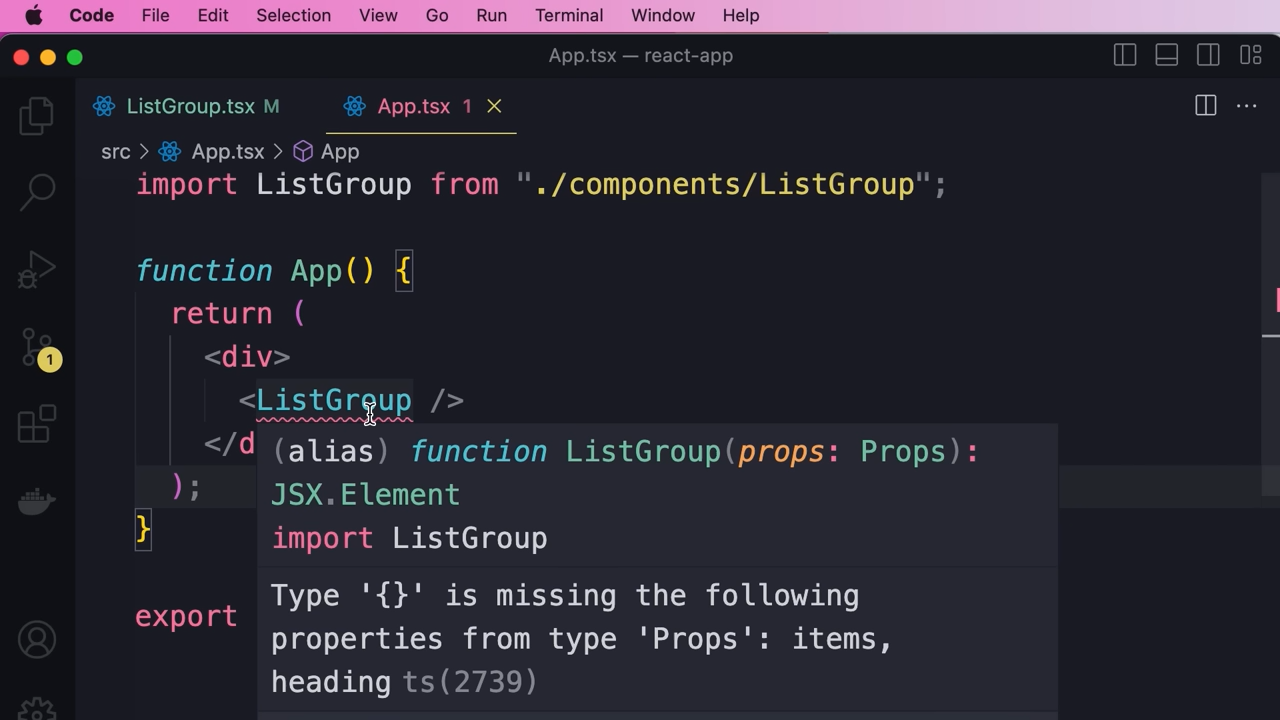 Code File Edit Selection View Go Run Terminal Window Help
App.tsx — react-app
ListGroup.tsx M App.tsx 1
src > App.tsx > App
import ListGroup from "./components/ListGroup";
function App() {
return (
<div>
<ListGroup />
</d
);
}
export
(alias) function ListGroup(props: Props):
JSX.Element
import ListGroup
Type '{}' is missing the following
properties from type 'Props': items,
heading ts(2739)
1